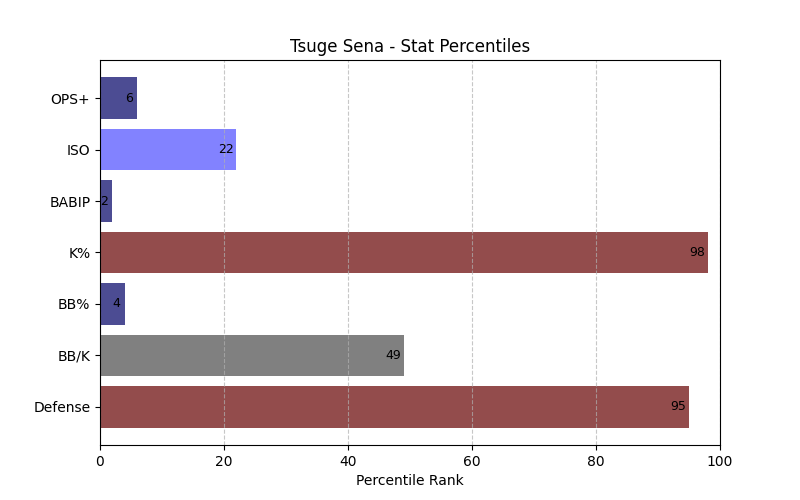 Tsuge Sena - Stat Percentiles
OPS+ 6
ISO 22
BABIP 2
K% 98
BB% 4
BB/K 49
Defense 95
0 20 40 60 80 100
Percentile Rank